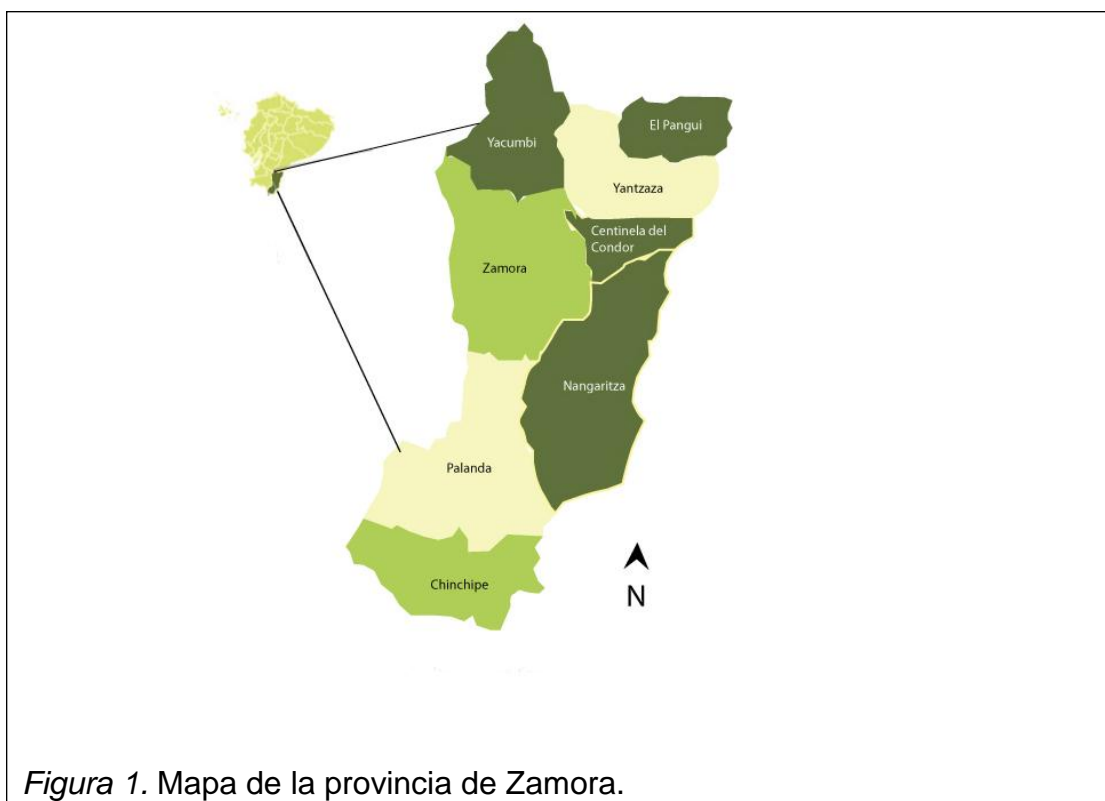 El Pangui
Yacumbi
Yantzaza
Centinela del
Condor
Zamora
Nangaritza
Palanda
Chinchipe
N
Figura 1. Mapa de la provincia de Zamora.